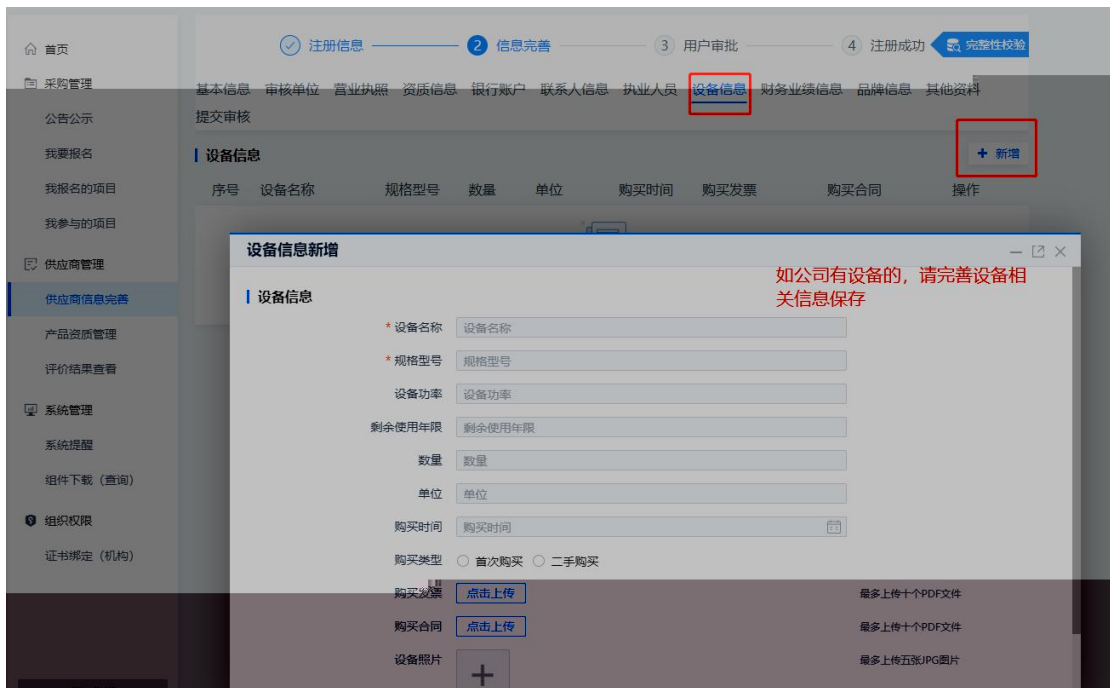 首页
采购管理
公告公示
我要报名
我报名的项目
我参与的项目
供应商管理
供应商信息完善
产品资质管理
评价结果查看
系统管理
系统提醒
组件下载（查询）
组织权限
证书绑定（机构）
注册信息 2 信息完善 3 用户审批 4 注册成功 完整性校验
基本信息 审核单位 营业执照 资质信息 银行账户 联系人信息 执业人员 设备信息 财务业绩信息 品牌信息 其他资料
提交审核
设备信息 + 新增
序号 设备名称 规格型号 数量 单位 购买时间 购买发票 购买合同 操作
设备信息新增
如公司有设备的，请完善设备相
关信息保存
设备信息
* 设备名称 设备名称
* 规格型号 规格型号
设备功率 设备功率
剩余使用年限 剩余使用年限
数量 数量
单位 单位
购买时间 购买时间
购买类型 首次购买 二手购买
购买发票 点击上传 最多上传十个PDF文件
购买合同 点击上传 最多上传十个PDF文件
设备照片 最多上传五张JPG图片